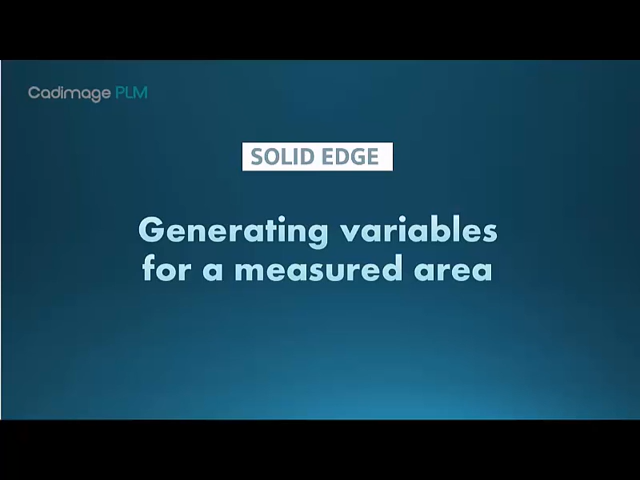 Cadimage PLM
SOLID EDGE
Generating variables
for a measured area